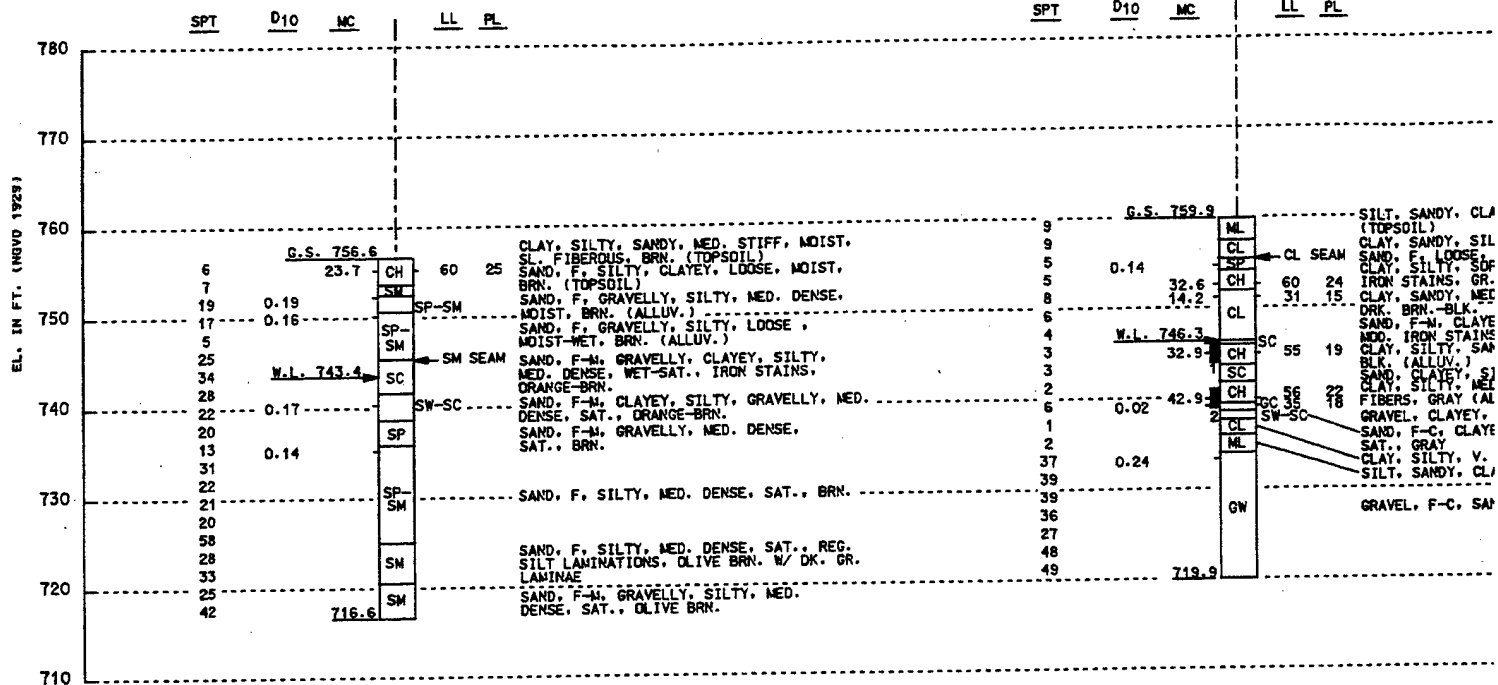 SPT D10 MC LL PL SPT D10 MC LL PL
780
770
EL. IN FT. (NGVD 1929)
760
750
740
730
720
710
G.S. 756.6
6 23.7 CH 60 25
7 SM
19 0.19 SP-SM
17 0.16
5 SP-SM
25 SM SEAM
34 W.L. 743.4 SC
28
22 0.17 SW-SC
20 SP
13 0.14
31
22 SP-SM
21
20
58
28 SM
33
25 SM
42 716.6
CLAY, SILTY, SANDY, MED. STIFF, MOIST,
SL. FIBEROUS, BRN. (TOPSOIL)
SAND, F, SILTY, CLAYEY, LOOSE, MOIST,
BRN. (TOPSOIL)
SAND, F, GRAVELLY, SILTY, MED. DENSE,
MOIST, BRN. (ALLUV.)
SAND, F, GRAVELLY, SILTY, LOOSE,
MOIST-WET, BRN. (ALLUV.)
SAND, F-M, GRAVELLY, CLAYEY, SILTY,
MED. DENSE, WET-SAT., IRON STAINS,
ORANGE-BRN.
SAND, F-M, CLAYEY, SILTY, GRAVELLY, MED.
DENSE, SAT., ORANGE-BRN.
SAND, F-M, GRAVELLY, MED. DENSE,
SAT., BRN.
SAND, F, SILTY, MED. DENSE, SAT., BRN.
SAND, F, SILTY, MED. DENSE, SAT., REG.
SILT LAMINATIONS, OLIVE BRN. W/ DK. GR.
LAMINAE
SAND, F-M, GRAVELLY, SILTY, MED.
DENSE, SAT., OLIVE BRN.
G.S. 759.9
9 ML
9 CL
5 0.14 SP CL SEAM
5 32.6 CH 60 24
8 14.2 31 15
6 CL
4 W.L. 746.3 SC
3 32.9 CH 55 19
3 SC
2 42.9 CH 56 22
GC 35 18
6 0.02 2 SW-SC
1 CL
2 ML
37 0.24
39
39 GW
36
27
48
49 719.9
SILT, SANDY, CLA
(TOPSOIL)
CLAY, SANDY, SIL
SAND, F, LOOSE,
CLAY, SILTY, SOF
IRON STAINS, GR.
CLAY, SANDY, MED
DRK. BRN.-BLK.
SAND, F-M, CLAYE
MOD. IRON STAINS
CLAY, SILTY, SAN
BLK. (ALLUV.)
SAND, CLAYEY, SI
CLAY, SILTY, MED
FIBERS, GRAY (AL
GRAVEL, CLAYEY,
SAND, F-C, CLAYE
SAT., GRAY
CLAY, SILTY, V.
SILT, SANDY, CLA
GRAVEL, F-C, SAN